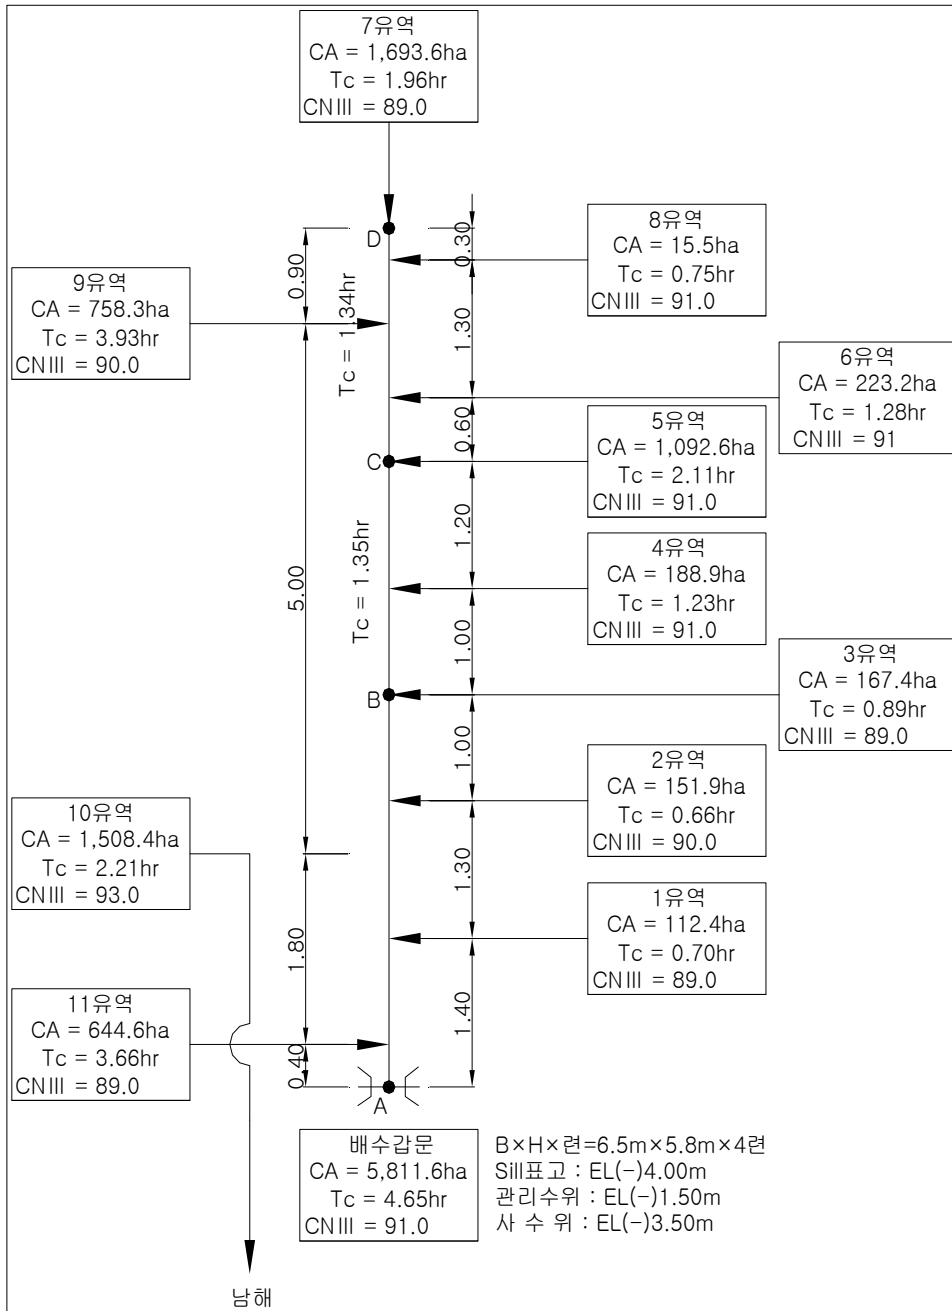 7유역
CA = 1,693.6ha
Tc = 1.96hr
CNⅢ = 89.0
D
0.30
0.90
8유역
CA = 15.5ha
Tc = 0.75hr
CNⅢ = 91.0
9유역
CA = 758.3ha
Tc = 3.93hr
CNⅢ = 90.0
Tc = 1.34hr
1.30
6유역
CA = 223.2ha
Tc = 1.28hr
CNⅢ = 91
0.60
C
5유역
CA = 1,092.6ha
Tc = 2.11hr
CNⅢ = 91.0
1.20
5.00
Tc = 1.35hr
4유역
CA = 188.9ha
Tc = 1.23hr
CNⅢ = 91.0
1.00
3유역
CA = 167.4ha
Tc = 0.89hr
CNⅢ = 89.0
B
1.00
2유역
CA = 151.9ha
Tc = 0.66hr
CNⅢ = 90.0
10유역
CA = 1,508.4ha
Tc = 2.21hr
CNⅢ = 93.0
1.30
1유역
CA = 112.4ha
Tc = 0.70hr
CNⅢ = 89.0
1.80
1.40
11유역
CA = 644.6ha
Tc = 3.66hr
CNⅢ = 89.0
0.40
A
배수갑문
CA = 5,811.6ha
Tc = 4.65hr
CNⅢ = 91.0
B×H×련=6.5m×5.8m×4련
Sill표고 : EL(-)4.00m
관리수위 : EL(-)1.50m
사 수 위 : EL(-)3.50m
남해